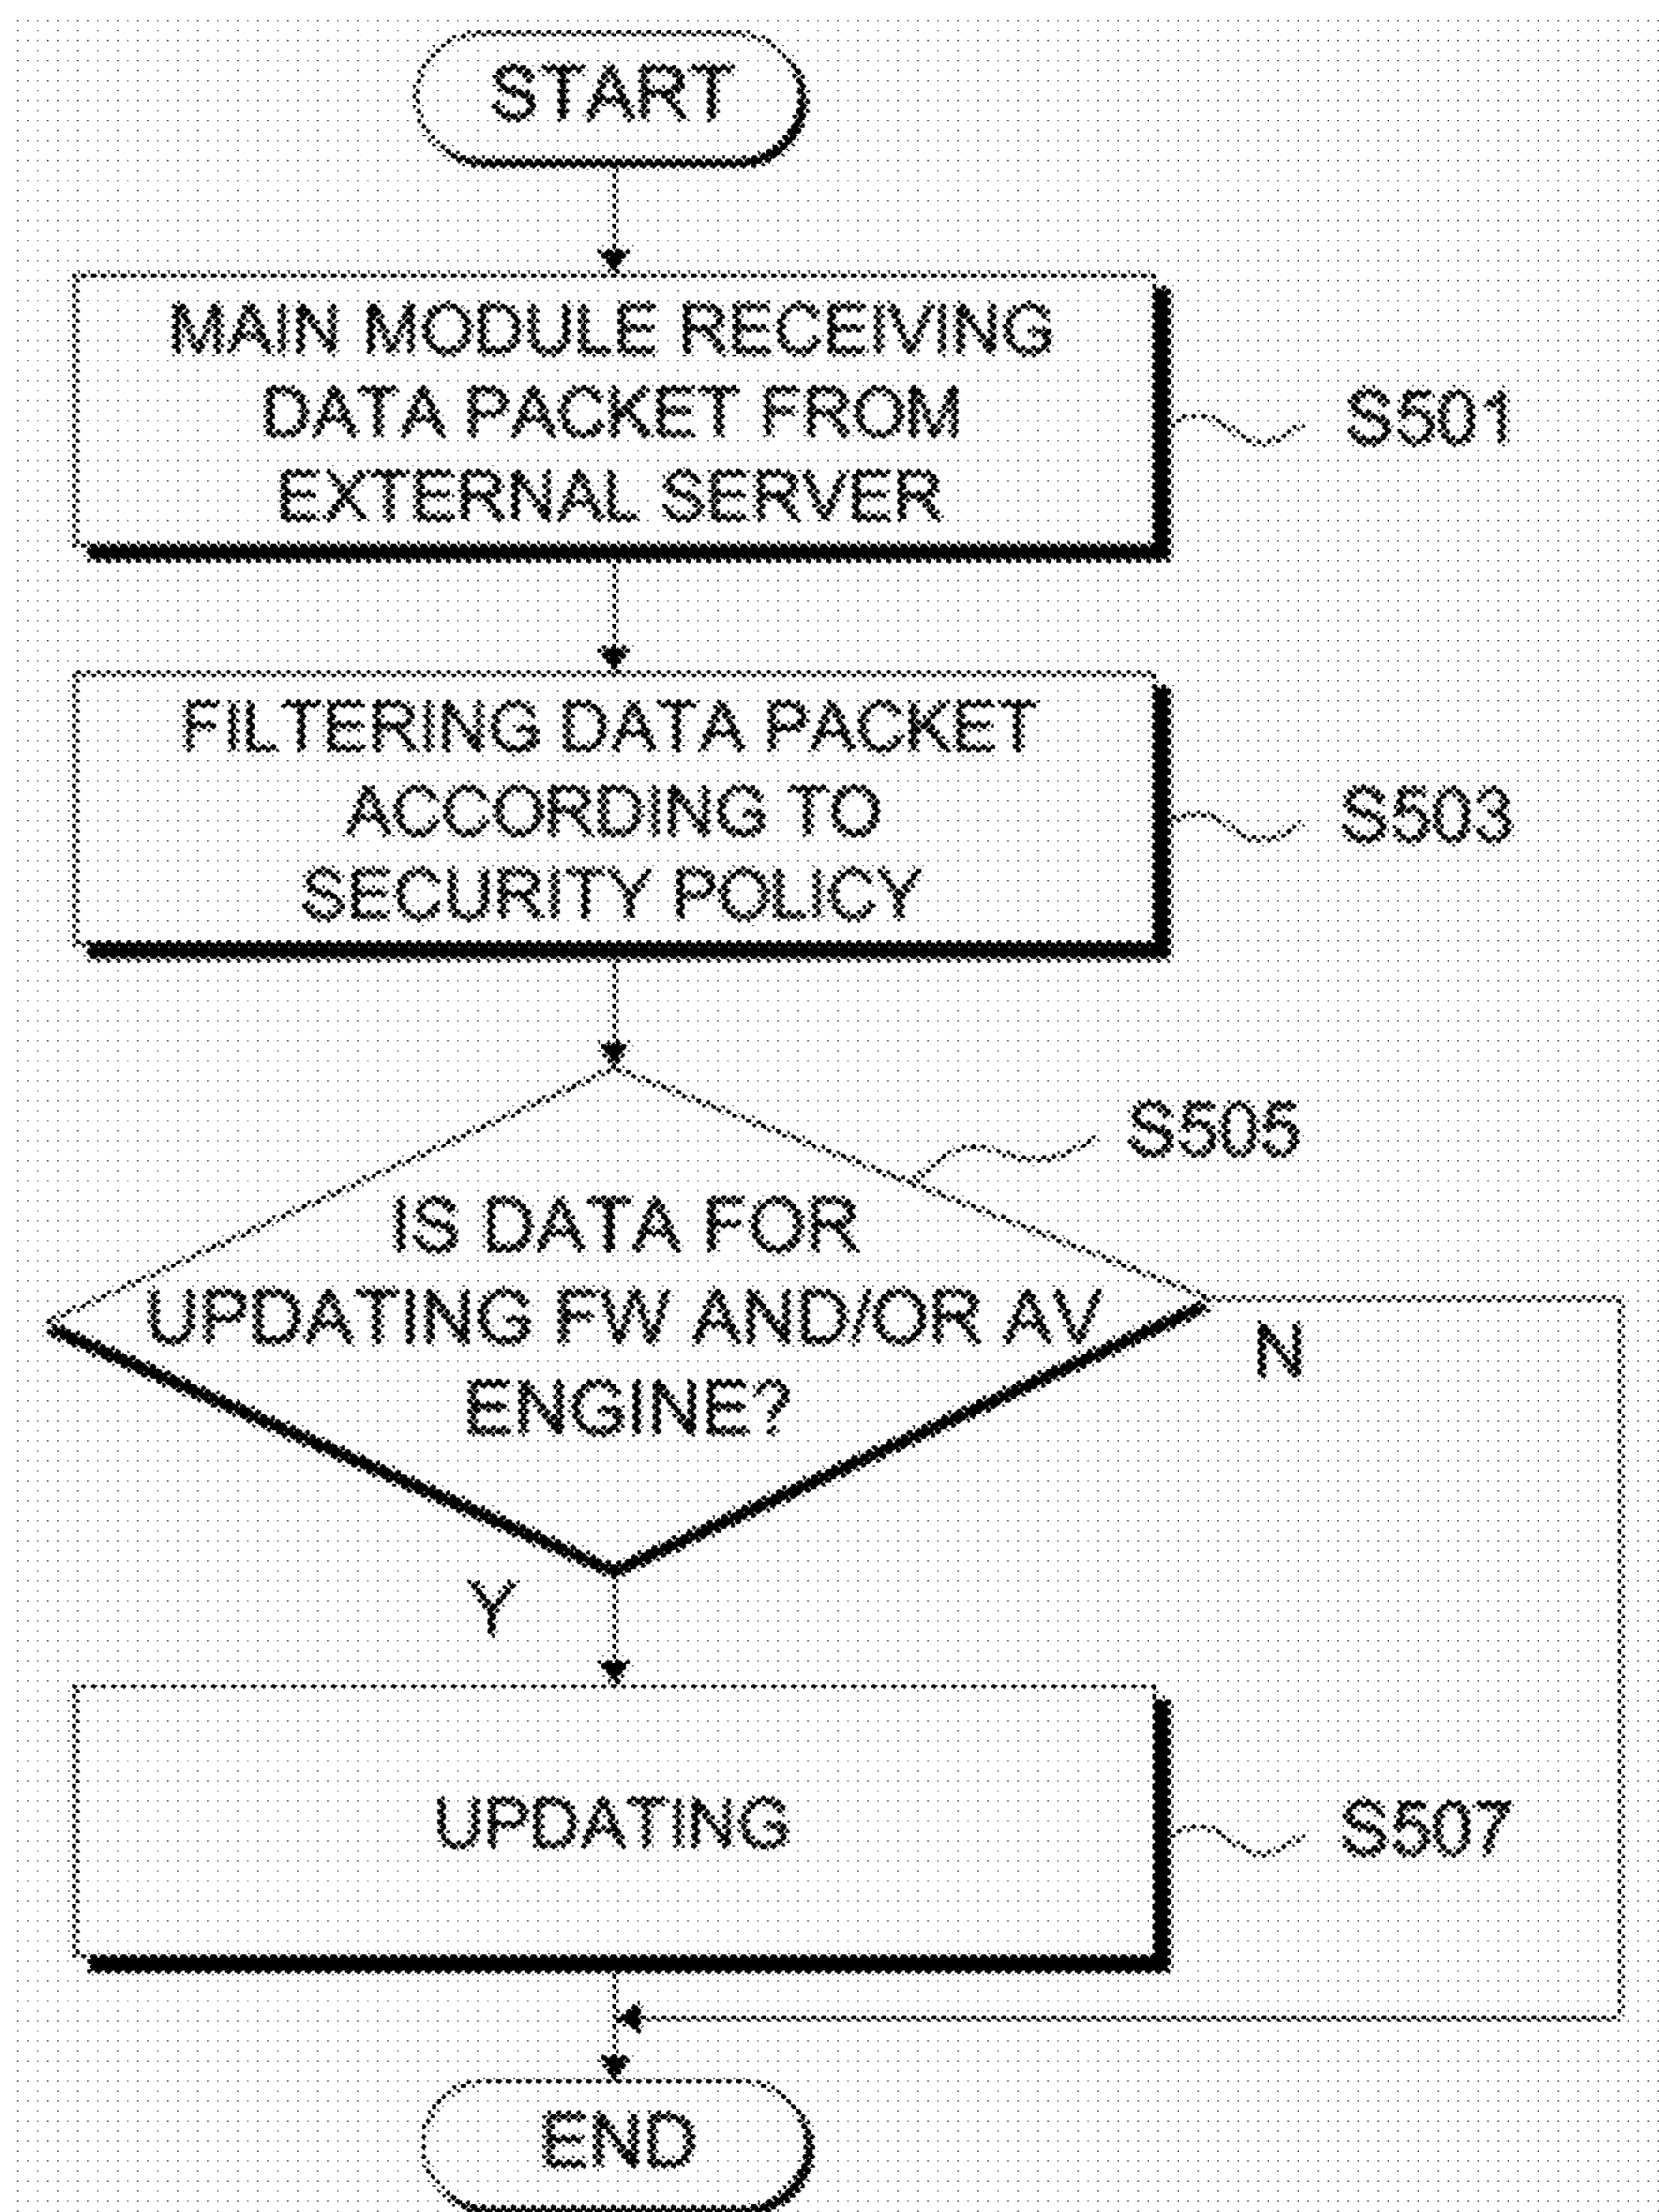 START
MAIN MODULE RECEIVING
DATA PACKET FROM
EXTERNAL SERVER
S501
FILTERING DATA PACKET
ACCORDING TO
SECURITY POLICY
S503
S505
IS DATA FOR
UPDATING FW AND/OR AV
ENGINE?
N
Y
UPDATING
S507
END